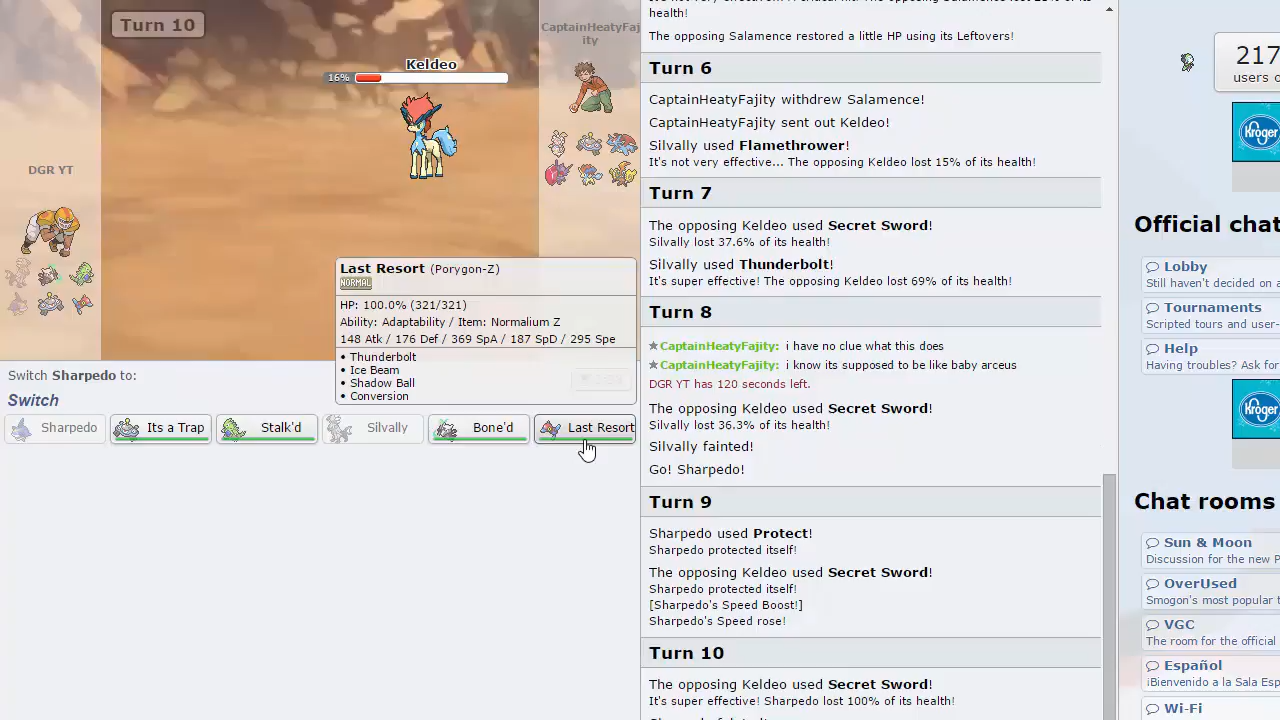 Turn 10
CaptainHeatyFaj
ity
Keldeo
16%
DGR YT
Last Resort (Porygon-Z)
NORMAL
HP: 100.0% (321/321)
Ability: Adaptability / Item: Normalium Z
148 Atk / 176 Def / 369 SpA / 187 SpD / 295 Spe
• Thunderbolt
• Ice Beam
• Shadow Ball
• Conversion
Switch Sharpedo to:
Switch
Sharpedo
Its a Trap
Stalk'd
Silvally
Bone'd
Last Resort
health!
The opposing Salamence restored a little HP using its Leftovers!
Turn 6
CaptainHeatyFajity withdrew Salamence!
CaptainHeatyFajity sent out Keldeo!
Silvally used Flamethrower!
It's not very effective... The opposing Keldeo lost 15% of its health!
Turn 7
The opposing Keldeo used Secret Sword!
Silvally lost 37.6% of its health!
Silvally used Thunderbolt!
It's super effective! The opposing Keldeo lost 69% of its health!
Turn 8
★CaptainHeatyFajity: i have no clue what this does
★CaptainHeatyFajity: i know its supposed to be like baby arceus
DGR YT has 120 seconds left.
The opposing Keldeo used Secret Sword!
Silvally lost 36.3% of its health!
Silvally fainted!
Go! Sharpedo!
Turn 9
Sharpedo used Protect!
Sharpedo protected itself!
The opposing Keldeo used Secret Sword!
Sharpedo protected itself!
[Sharpedo's Speed Boost!]
Sharpedo's Speed rose!
Turn 10
The opposing Keldeo used Secret Sword!
It's super effective! Sharpedo lost 100% of its health!
217
users o
Kroger
Kroger
Official chat
Lobby
Still haven't decided on a
Tournaments
Scripted tours and user-
Help
Having troubles? Ask for
Chat rooms
Sun & Moon
Discussion for the new P
OverUsed
Smogon's most popular t
VGC
The room for the official
Español
¡Bienvenido a la Sala Esp
Wi-Fi